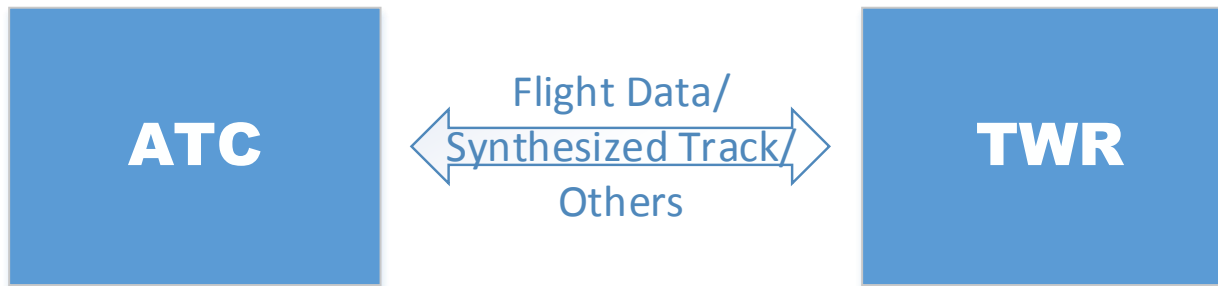 ATC
Flight Data/
Synthesized Track/
Others
TWR